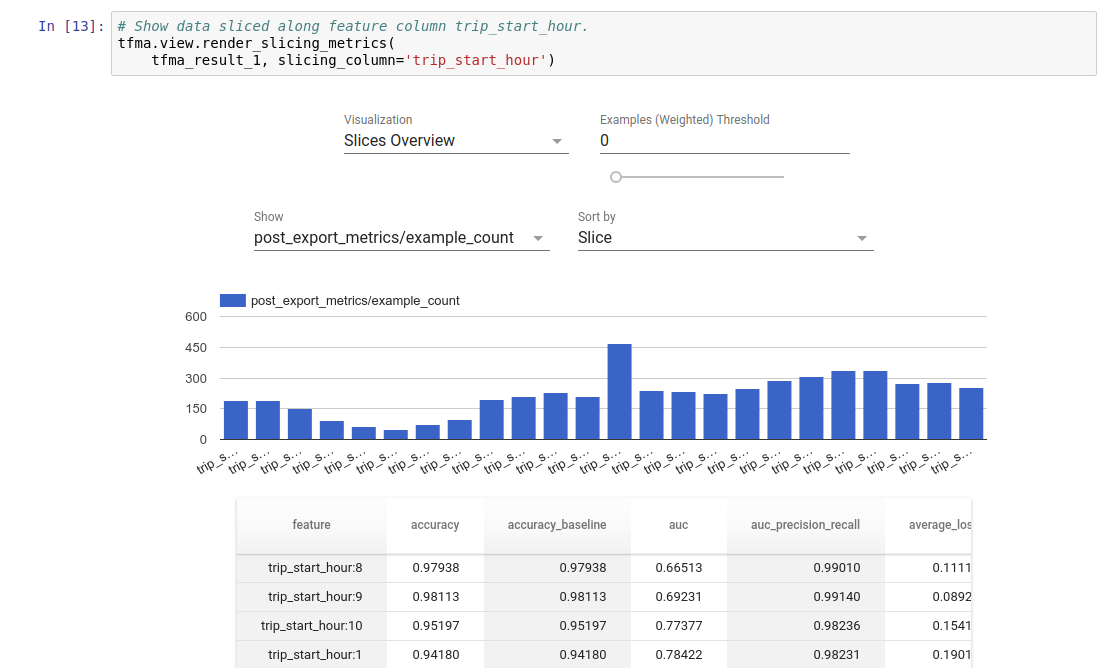 In [13]:
# Show data sliced along feature column trip_start_hour.
tfma.view.render_slicing_metrics(
    tfma_result_1, slicing_column='trip_start_hour')
Visualization Examples (Weighted) Threshold
Slices Overview 0
Show Sort by
post_export_metrics/example_count Slice
post_export_metrics/example_count
600
450
300
150
0
trip_s... trip_s... trip_s... trip_s... trip_s... trip_s... trip_s... trip_s... trip_s... trip_s... trip_s... trip_s... trip_s... trip_s... trip_s... trip_s... trip_s... trip_s... trip_s... trip_s... trip_s... trip_s... trip_s... trip_s...
feature accuracy accuracy_baseline auc auc_precision_recall average_los
trip_start_hour:8 0.97938 0.97938 0.66513 0.99010 0.1111
trip_start_hour:9 0.98113 0.98113 0.69231 0.99140 0.0892
trip_start_hour:10 0.95197 0.95197 0.77377 0.98236 0.1541
trip_start_hour:1 0.94180 0.94180 0.78422 0.98231 0.1901